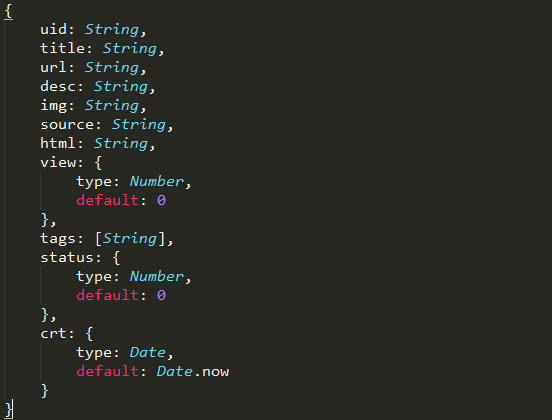 {
    uid: String,
    title: String,
    url: String,
    desc: String,
    img: String,
    source: String,
    html: String,
    view: {
        type: Number,
        default: 0
    },
    tags: [String],
    status: {
        type: Number,
        default: 0
    },
    crt: {
        type: Date,
        default: Date.now
    }
}